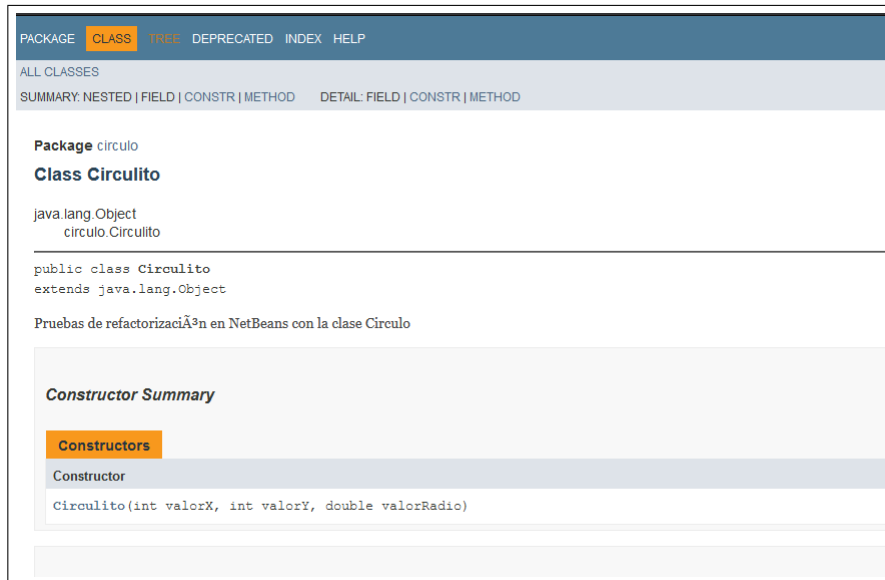 PACKAGE CLASS TREE DEPRECATED INDEX HELP
ALL CLASSES
SUMMARY: NESTED | FIELD | CONSTR | METHOD DETAIL: FIELD | CONSTR | METHOD
Package circulo
Class Circulito
java.lang.Object
circulo.Circulito
public class Circulito
extends java.lang.Object
Pruebas de refactorizaciÃ³n en NetBeans con la clase Circulo
Constructor Summary
Constructors
Constructor
Circulito(int valorX, int valorY, double valorRadio)